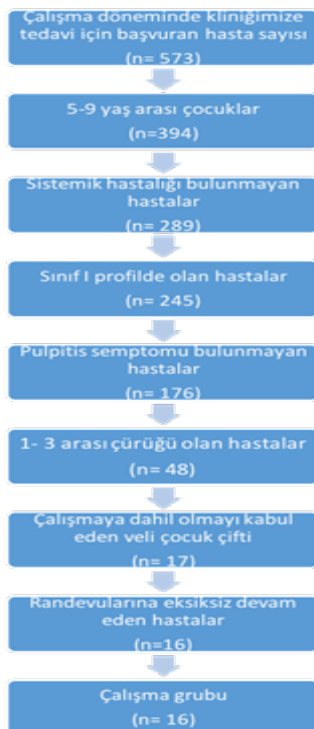 Çalışma döneminde kliniğimize
tedavi için başvuran hasta sayısı
(n= 573)
5-9 yaş arası çocuklar
(n=394)
Sistemik hastalığı bulunmayan
hastalar
(n= 289)
Sınıf I profilde olan hastalar
(n= 245)
Pulpitis semptomu bulunmayan
hastalar
(n= 176)
1- 3 arası çürüğü olan hastalar
(n= 48)
Çalışmaya dahil olmayı kabul
eden veli çocuk çifti
(n= 17)
Randevularına eksiksiz devam
eden hastalar
(n=16)
Çalışma grubu
(n= 16)